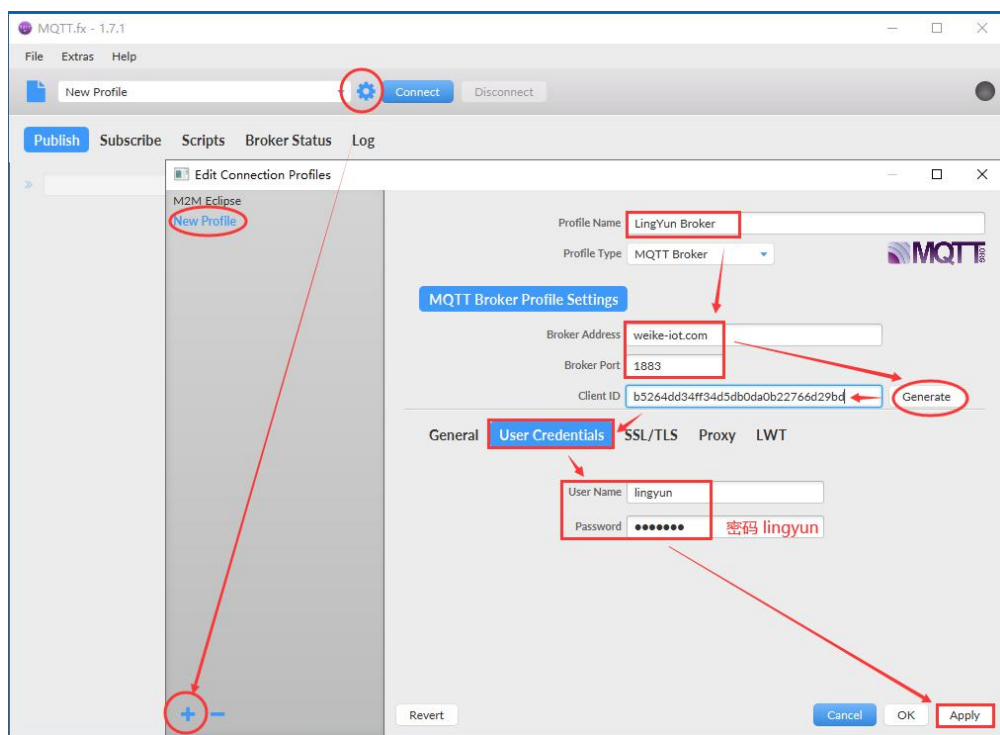 MQTT.fx - 1.7.1
File Extras Help
New Profile Connect Disconnect
Publish Subscribe Scripts Broker Status Log
Edit Connection Profiles
M2M Eclipse
New Profile
Profile Name LingYun Broker
Profile Type MQTT Broker
MQTT.ORG
MQTT Broker Profile Settings
Broker Address weike-iot.com
Broker Port 1883
Client ID b5264dd34ff34d5db0da0b22766d29bd Generate
General User Credentials SSL/TLS Proxy LWT
User Name lingyun
Password ●●●●●●● 密码 lingyun
Revert Cancel OK Apply